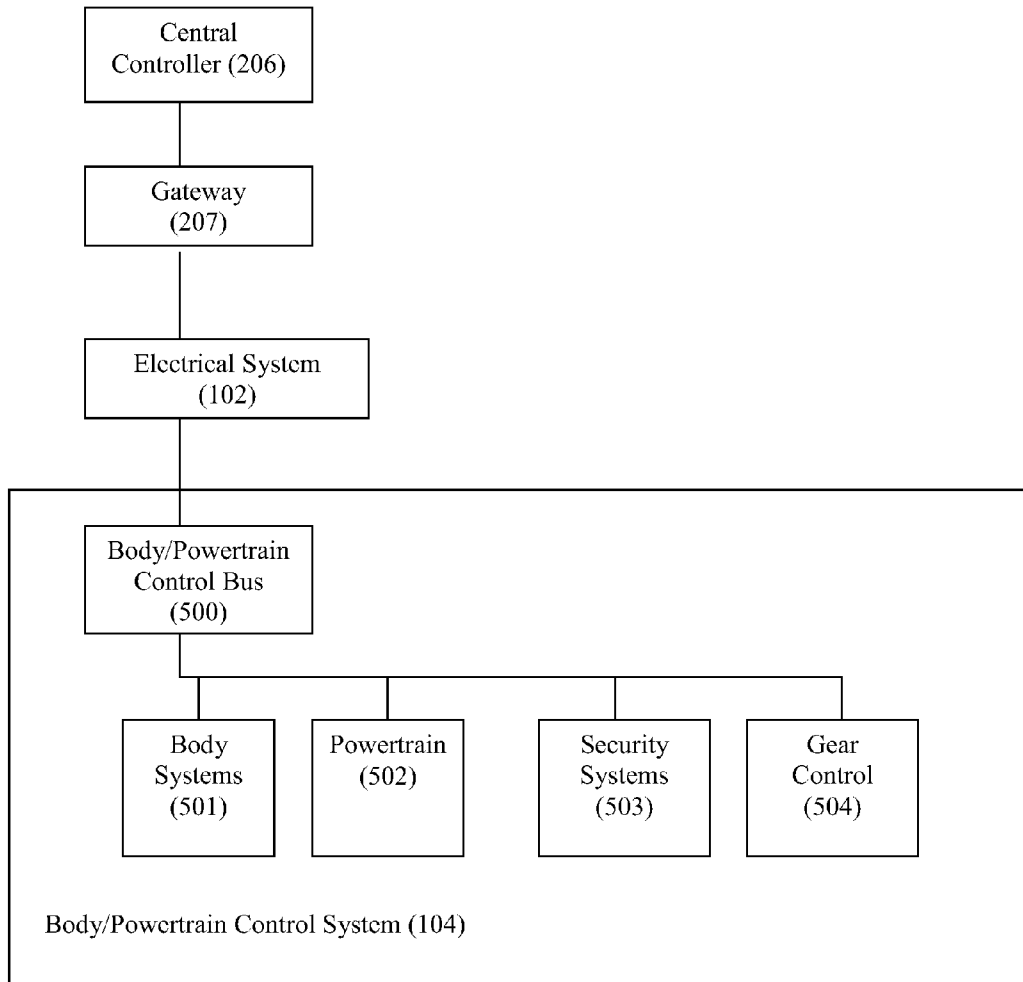 Central
Controller (206)
Gateway
(207)
Electrical System
(102)
Body/Powertrain
Control Bus
(500)
Body
Systems
(501)
Powertrain
(502)
Security
Systems
(503)
Gear
Control
(504)
Body/Powertrain Control System (104)